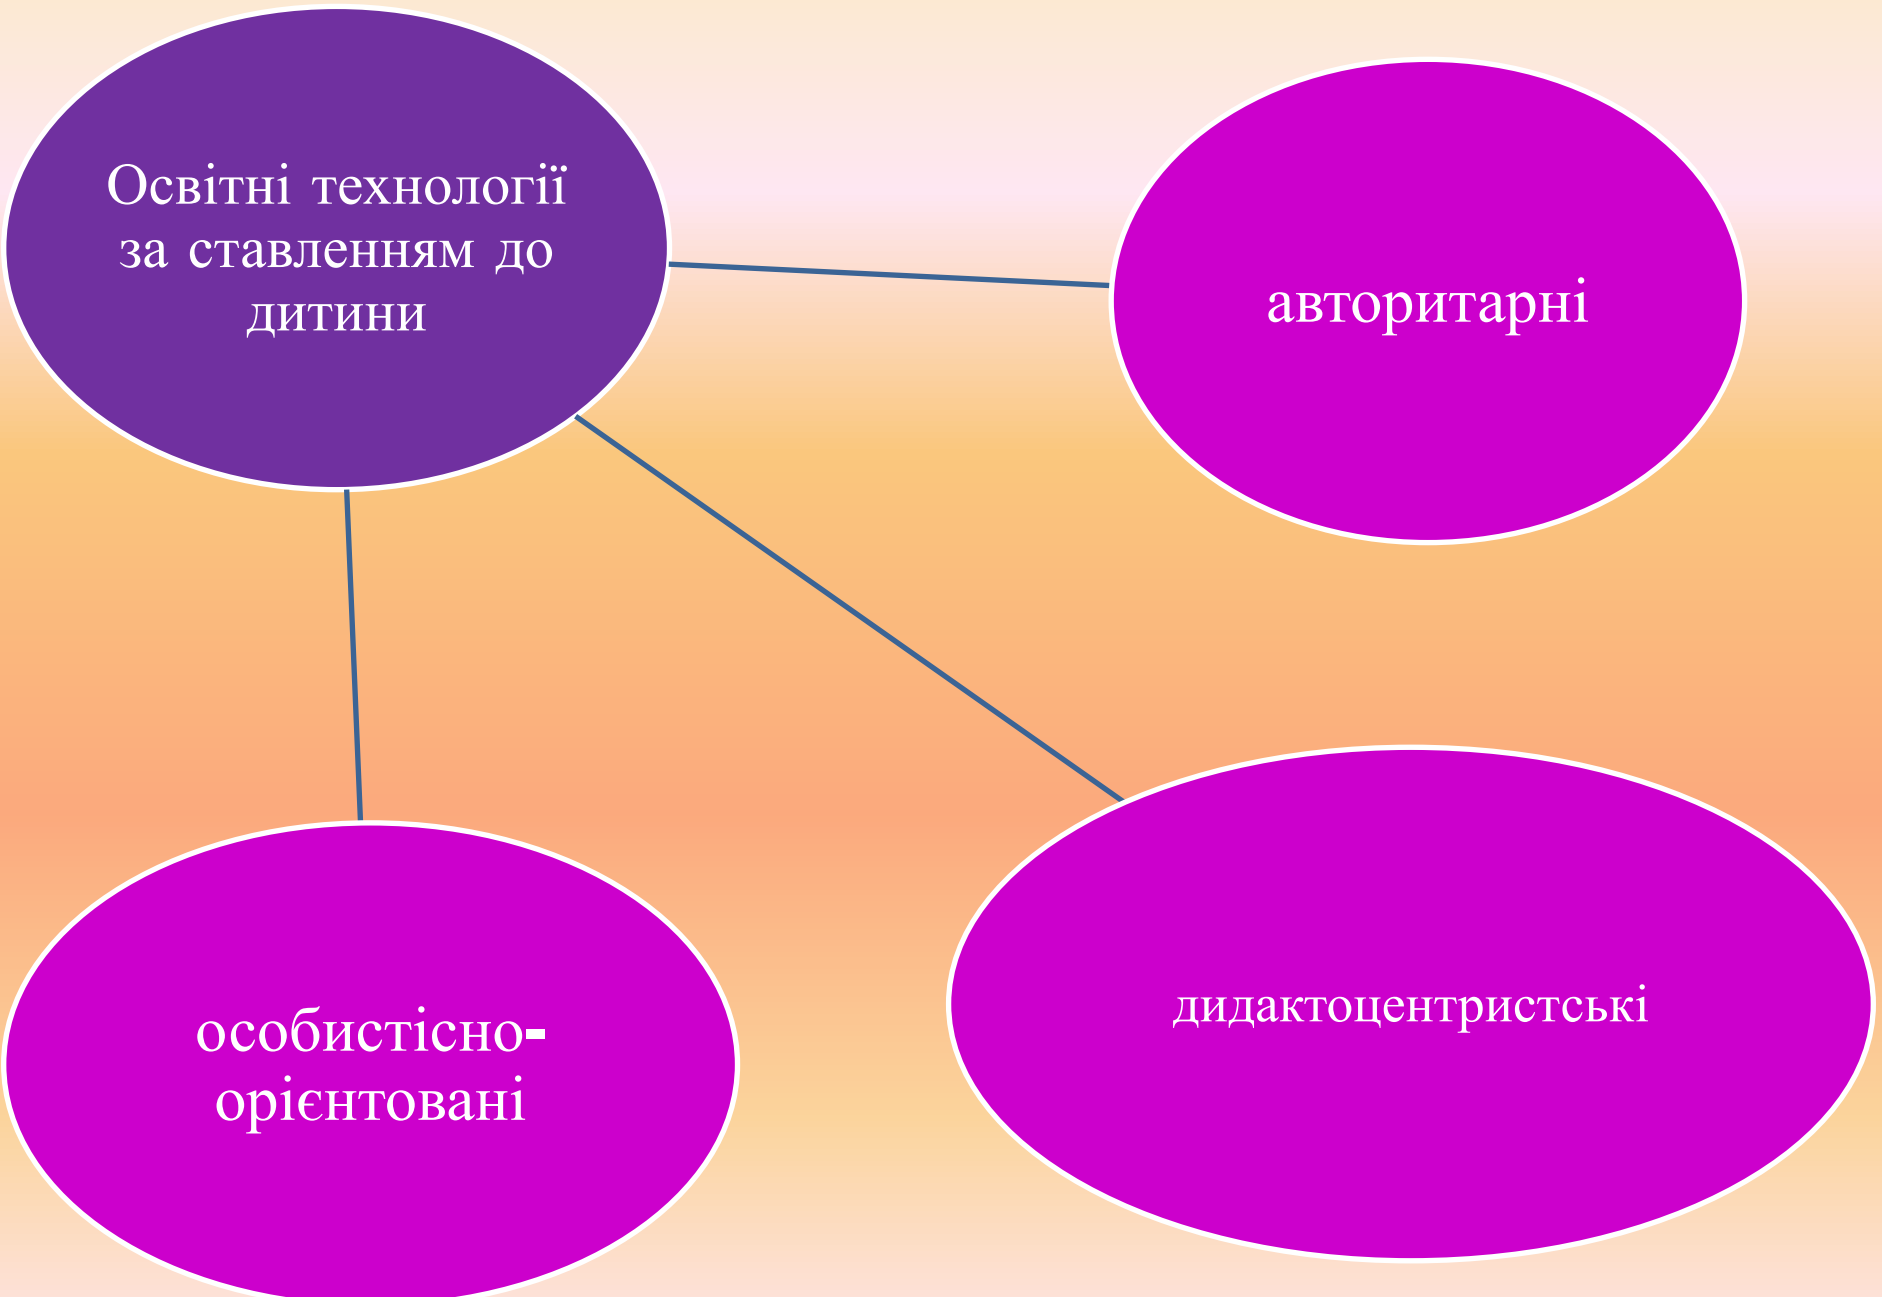 Освітні технології
за ставленням до
дитини
авторитарні
особистісно-
орієнтовані
дидактоцентристські